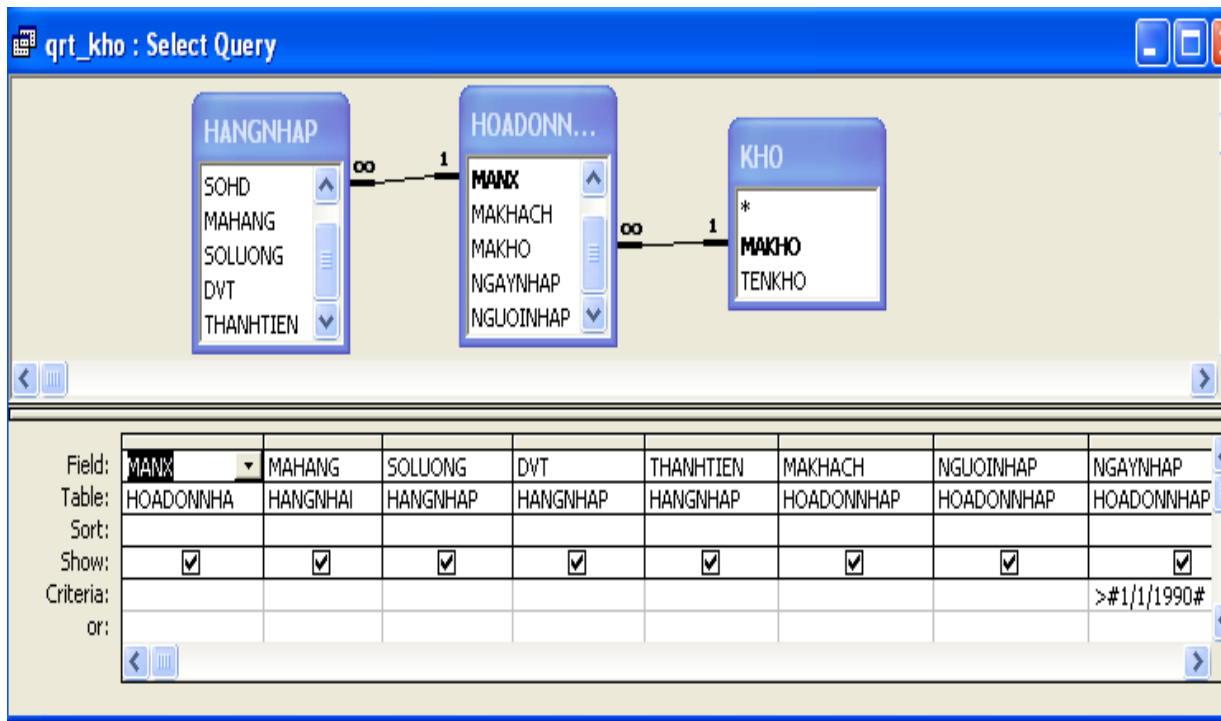 qrt_kho : Select Query
HANGNHAP
SOHD
MAHANG
SOLUONG
DVT
THANHTIEN
∞ 1
HOADONN...
MANX
MAKHACH
MAKHO
NGAYNHAP
NGUOINHAP
∞ 1
KHO
*
MAKHO
TENKHO
Field: MANX MAHANG SOLUONG DVT THANHTIEN MAKHACH NGUOINHAP NGAYNHAP
Table: HOADONNHA HANGNHAI HANGNHAP HANGNHAP HANGNHAP HOADONNHAP HOADONNHAP HOADONNHAP
Sort:
Show:
Criteria: >#1/1/1990#
or: